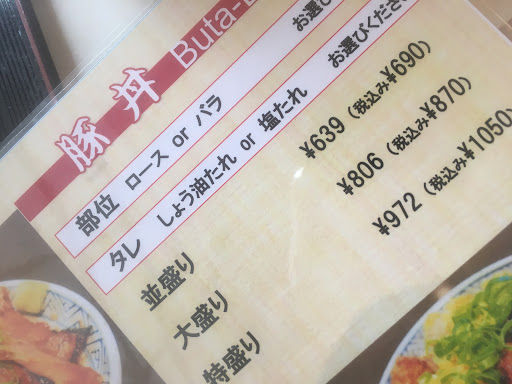 豚丼 Buta-
部位 ロース or バラ お選び
タレ しょう油たれ or 塩たれ お選びくださ
並盛り ¥639 (税込み¥690)
大盛り ¥806 (税込み¥870)
特盛り ¥972 (税込み¥1050)